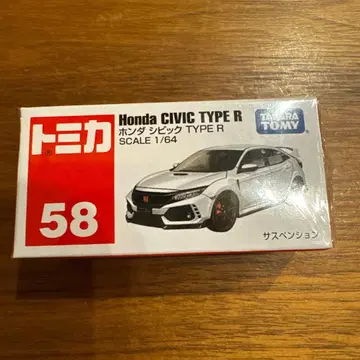 トミカ
58
Honda CIVIC TYPE R
ホンダ シビック TYPE R
SCALE 1/64
TAKARA
TOMY
サスペンション